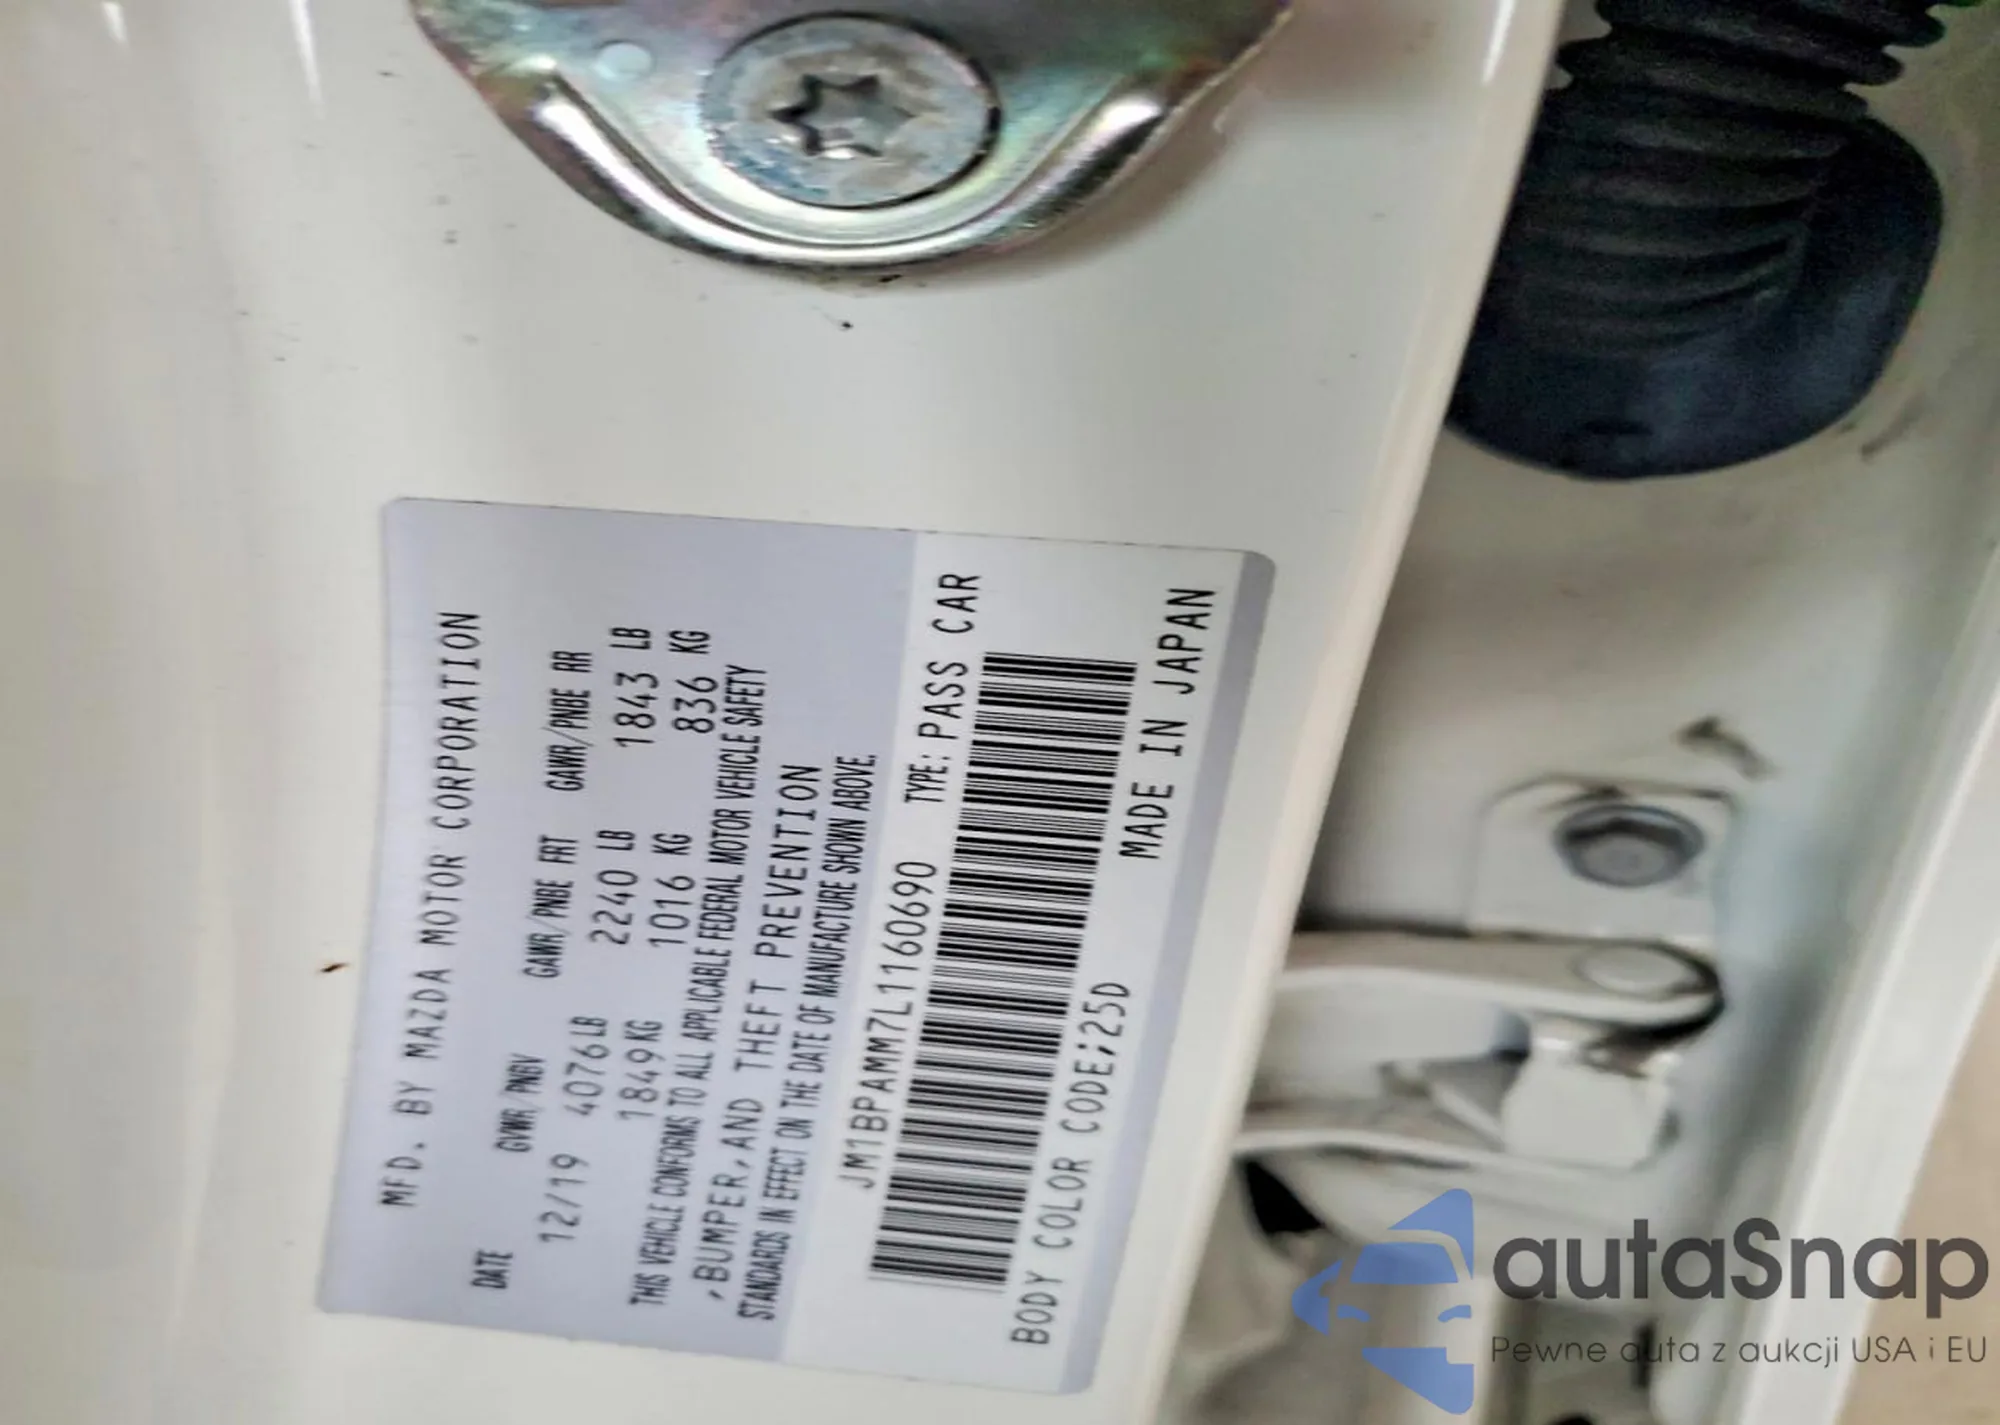 MFD. BY MAZDA MOTOR CORPORATION
DATE GVWR/PNBV GAWR/PNBE FRT GAWR/PNBE RR
12/19 4076LB 2240 LB 1843 LB
1849KG 1016 KG 836 KG
THIS VEHICLE CONFORMS TO ALL APPLICABLE FEDERAL MOTOR VEHICLE SAFETY
,BUMPER,AND THEFT PREVENTION
STANDARDS IN EFFECT ON THE DATE OF MANUFACTURE SHOWN ABOVE.
JM1BPAMM7L1160690 TYPE: PASS CAR
BODY COLOR CODE;25D MADE IN JAPAN
autaSnap
Pewne auta z aukcji USA i EU